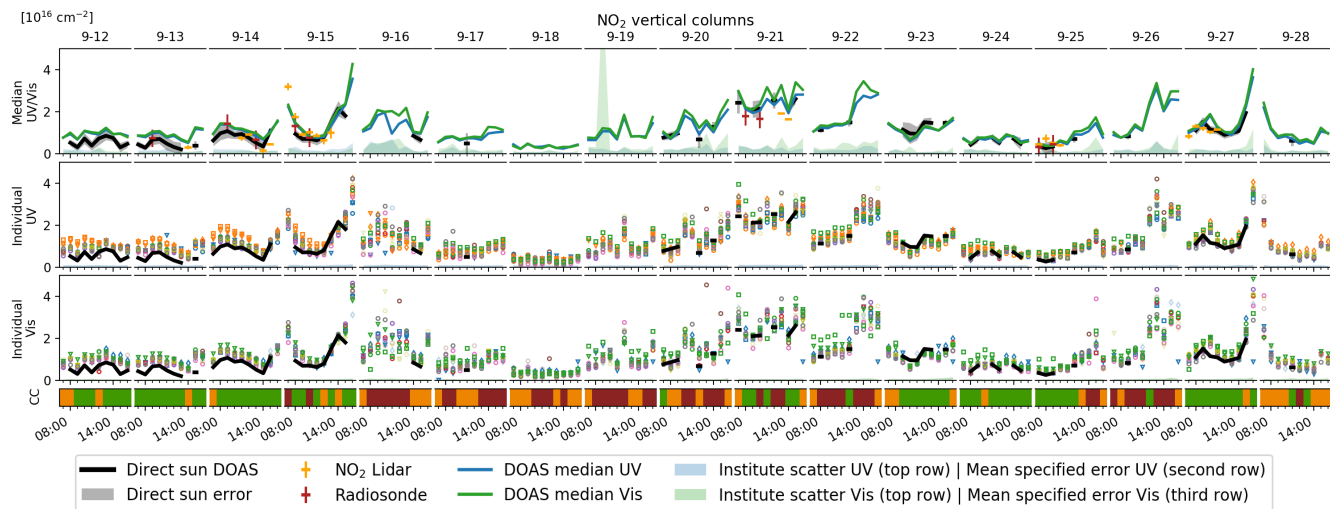 [10¹⁶ cm⁻²]
NO₂ vertical columns
9-12 9-13 9-14 9-15 9-16 9-17 9-18 9-19 9-20 9-21 9-22 9-23 9-24 9-25 9-26 9-27 9-28
Median UV/Vis
4
2
0
Individual UV
4
2
0
Individual Vis
4
2
0
CC
08:00 14:00 08:00 14:00 08:00 14:00 08:00 14:00 08:00 14:00 08:00 14:00 08:00 14:00 08:00 14:00 08:00 14:00 08:00 14:00 08:00 14:00 08:00 14:00 08:00 14:00 08:00 14:00 08:00 14:00 08:00 14:00 08:00 14:00
Direct sun DOAS
Direct sun error
NO₂ Lidar
Radiosonde
DOAS median UV
DOAS median Vis
Institute scatter UV (top row) | Mean specified error UV (second row)
Institute scatter Vis (top row) | Mean specified error Vis (third row)